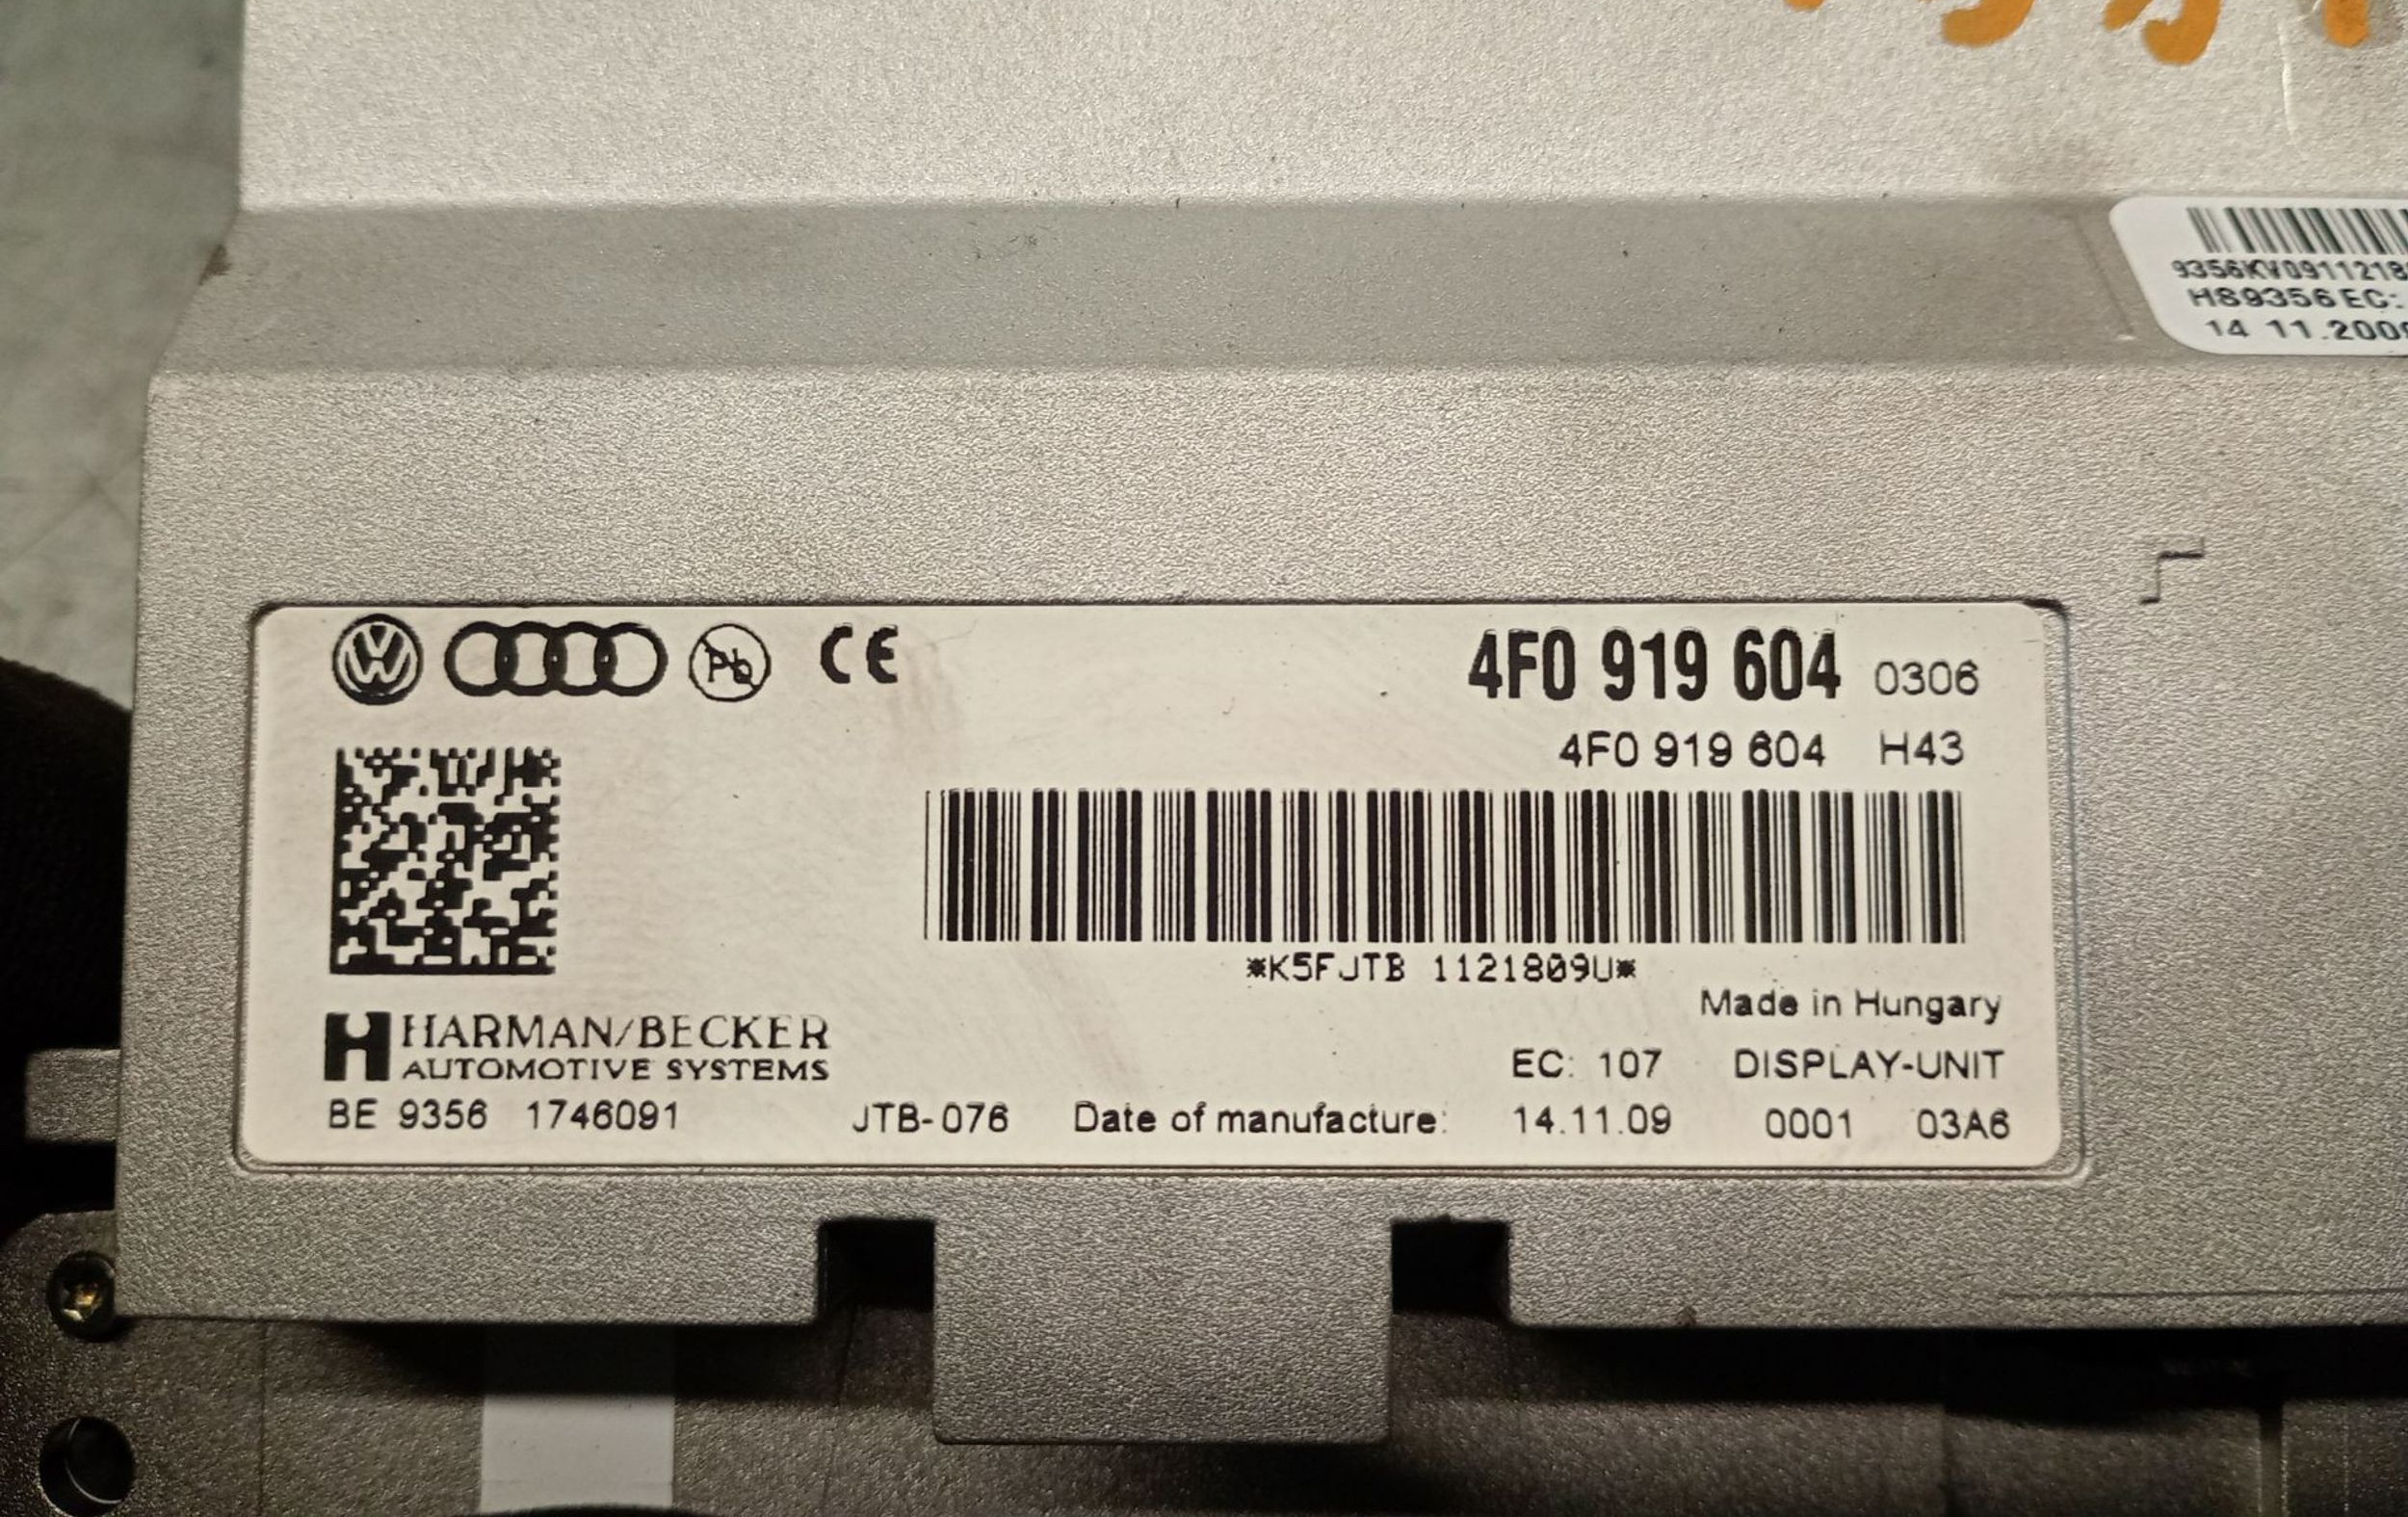 9356KV0911218
H89356 EC:
14 11.200
Pb CE
4F0 919 604 0306
4F0 919 604 H43
*K5FJTB 1121809U*
Made in Hungary
HARMAN/BECKER
AUTOMOTIVE SYSTEMS
EC: 107 DISPLAY-UNIT
BE 9356 1746091 JTB-076 Date of manufacture: 14.11.09 0001 03A6